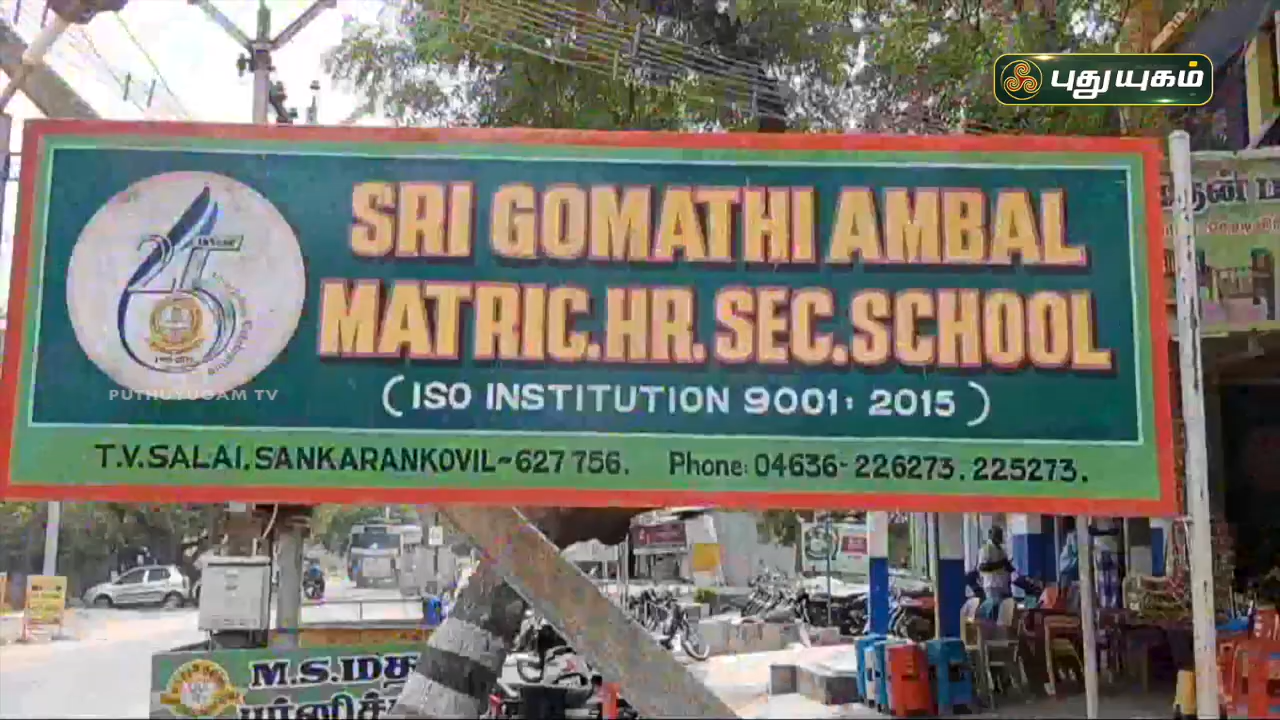 புதுயுகம்
SRI GOMATHI AMBAL
MATRIC.HR.SEC.SCHOOL
(ISO INSTITUTION 9001: 2015)
PUTHUYUGAM TV
T.V.SALAI.SANKARANKOVIL-627 756. Phone: 04636-226273.225273.
25
M.S.